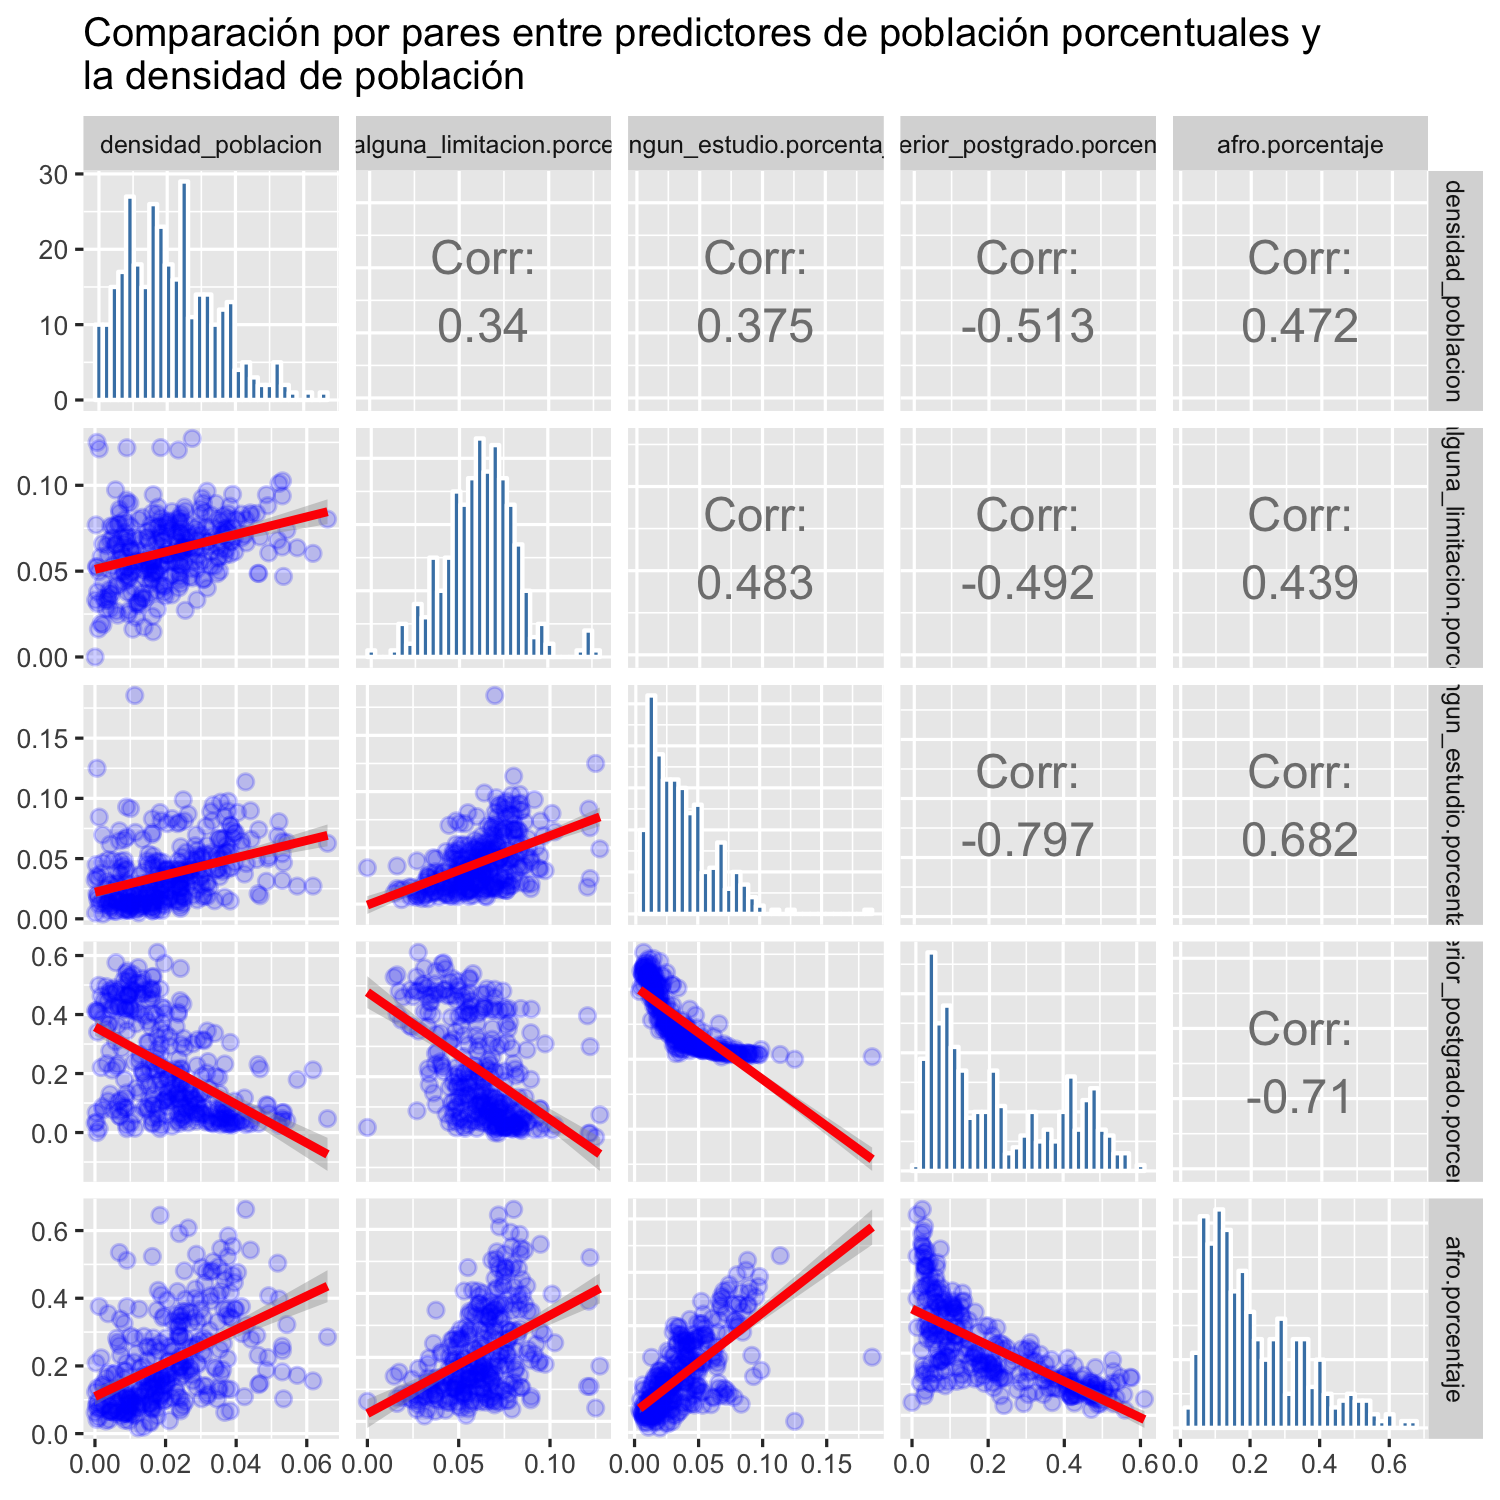 Comparación por pares entre predictores de población porcentuales y
la densidad de población
densidad_poblacion
alguna_limitacion.porce
ngun_estudio.porcentaj
erior_postgrado.porcen
afro.porcentaje
30
20
10
0
Corr:
0.34
Corr:
0.375
Corr:
-0.513
Corr:
0.472
densidad_poblacion
0.10
0.05
0.00
Corr:
0.483
Corr:
-0.492
Corr:
0.439
lguna_limitacion.porc
0.15
0.10
0.05
0.00
Corr:
-0.797
Corr:
0.682
ngun_estudio.porcenta
0.6
0.4
0.2
0.0
Corr:
-0.71
rior_postgrado.porcen
0.6
0.4
0.2
0.0
afro.porcentaje
0.00 0.02 0.04 0.06 0.00 0.05 0.10 0.00 0.05 0.10 0.15 0.0 0.2 0.4 0.6 0.0 0.2 0.4 0.6